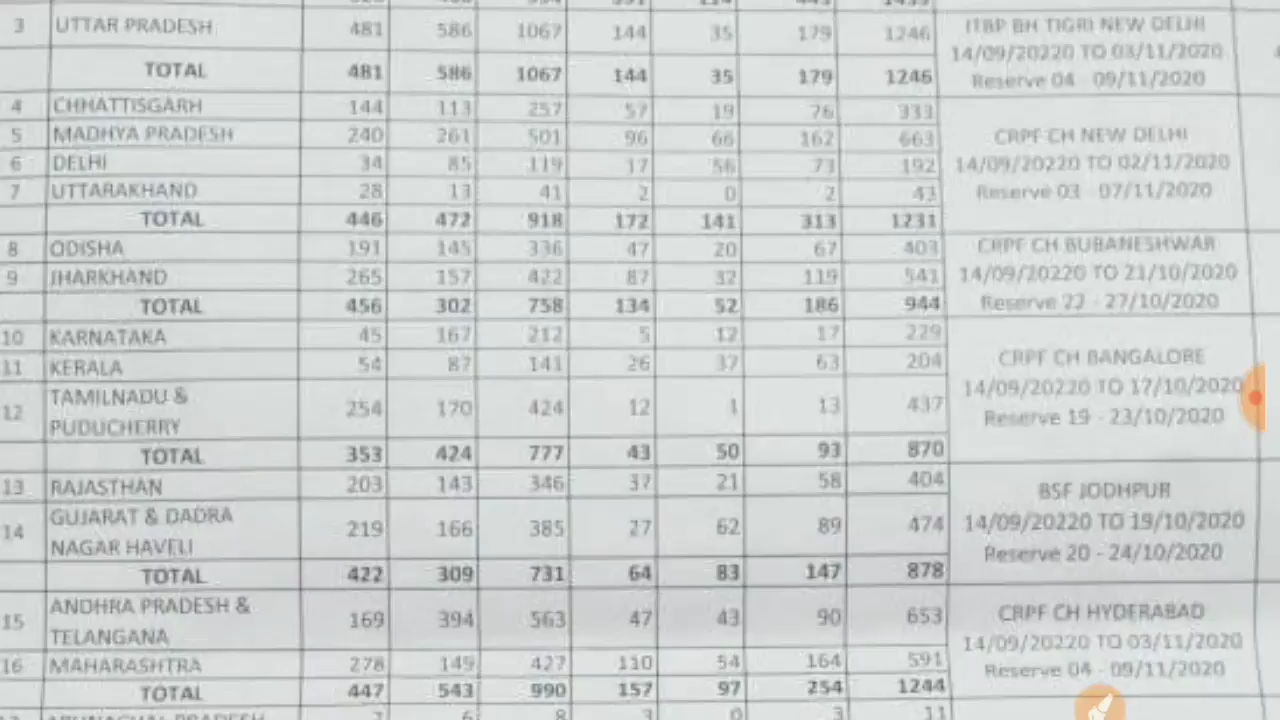 3 UTTAR PRADESH 481 586 1067 144 35 179 1246 ITBP BH TIGRI NEW DELHI
14/09/20220 TO 03/11/2020
Reserve 04 - 09/11/2020
TOTAL 481 586 1067 144 35 179 1246
4 CHHATTISGARH 144 113 257 57 19 76 333
5 MADHYA PRADESH 240 261 501 96 66 162 663
6 DELHI 34 85 119 17 56 73 192
7 UTTARAKHAND 28 13 41 2 0 2 43
CRPF CH NEW DELHI
14/09/20220 TO 02/11/2020
Reserve 03 - 07/11/2020
TOTAL 446 472 918 172 141 313 1231
8 ODISHA 191 145 336 47 20 67 403
9 JHARKHAND 265 157 422 87 32 119 541
TOTAL 456 302 758 134 52 186 944
CRPF CH BUBANESHWAR
14/09/20220 TO 21/10/2020
Reserve 22 - 27/10/2020
10 KARNATAKA 45 167 212 5 12 17 229
11 KERALA 54 87 141 26 37 63 204
12 TAMILNADU &
PUDUCHERRY 254 170 424 12 1 13 437
CRPF CH BANGALORE
14/09/20220 TO 17/10/2020
Reserve 19 - 23/10/2020
TOTAL 353 424 777 43 50 93 870
13 RAJASTHAN 203 143 346 37 21 58 404
14 GUJARAT & DADRA
NAGAR HAVELI 219 166 385 27 62 89 474
BSF JODHPUR
14/09/20220 TO 19/10/2020
Reserve 20 - 24/10/2020
TOTAL 422 309 731 64 83 147 878
15 ANDHRA PRADESH &
TELANGANA 169 394 563 47 43 90 653
16 MAHARASHTRA 278 149 427 110 54 164 591
CRPF CH HYDERABAD
14/09/20220 TO 03/11/2020
Reserve 04 - 09/11/2020
TOTAL 447 543 990 157 97 254 1244
ARUNACHAL PRADESH 2 6 8 3 0 3 11